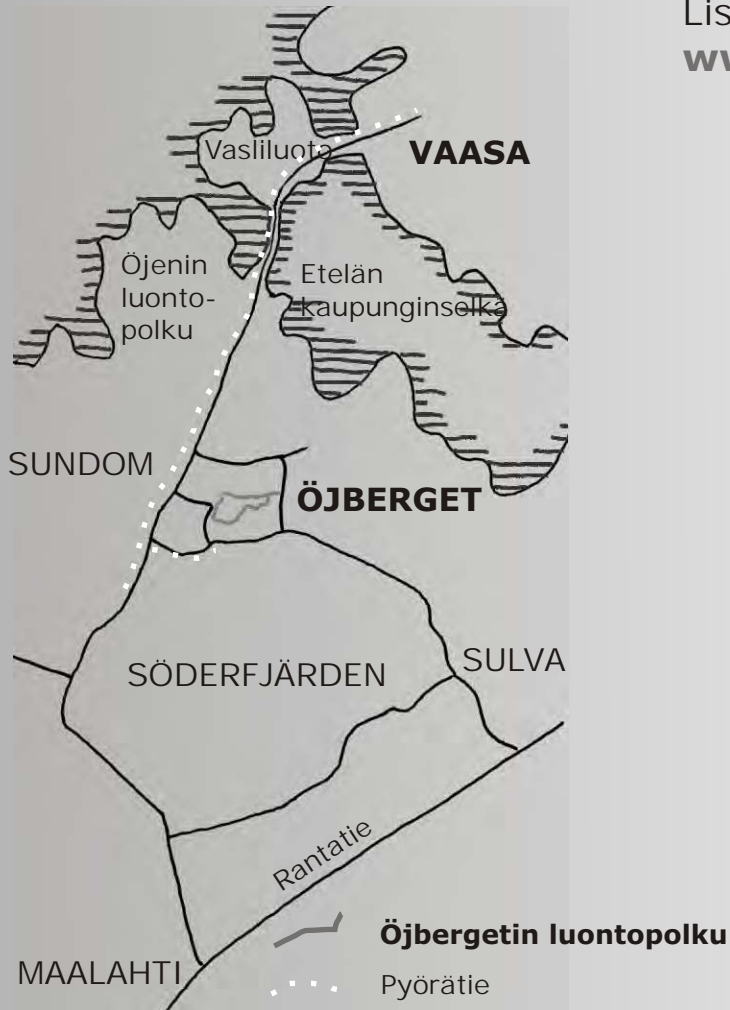 Lis
ww
VAASA
Vasliluoto
Öjenin
luonto-
polku
Etelän
kaupunginselkä
SUNDOM
ÖJBERGET
SÖDERFJÄRDEN
SULVA
Rantatie
MAALAHTI
Öjbergetin luontopolku
Pyörätie